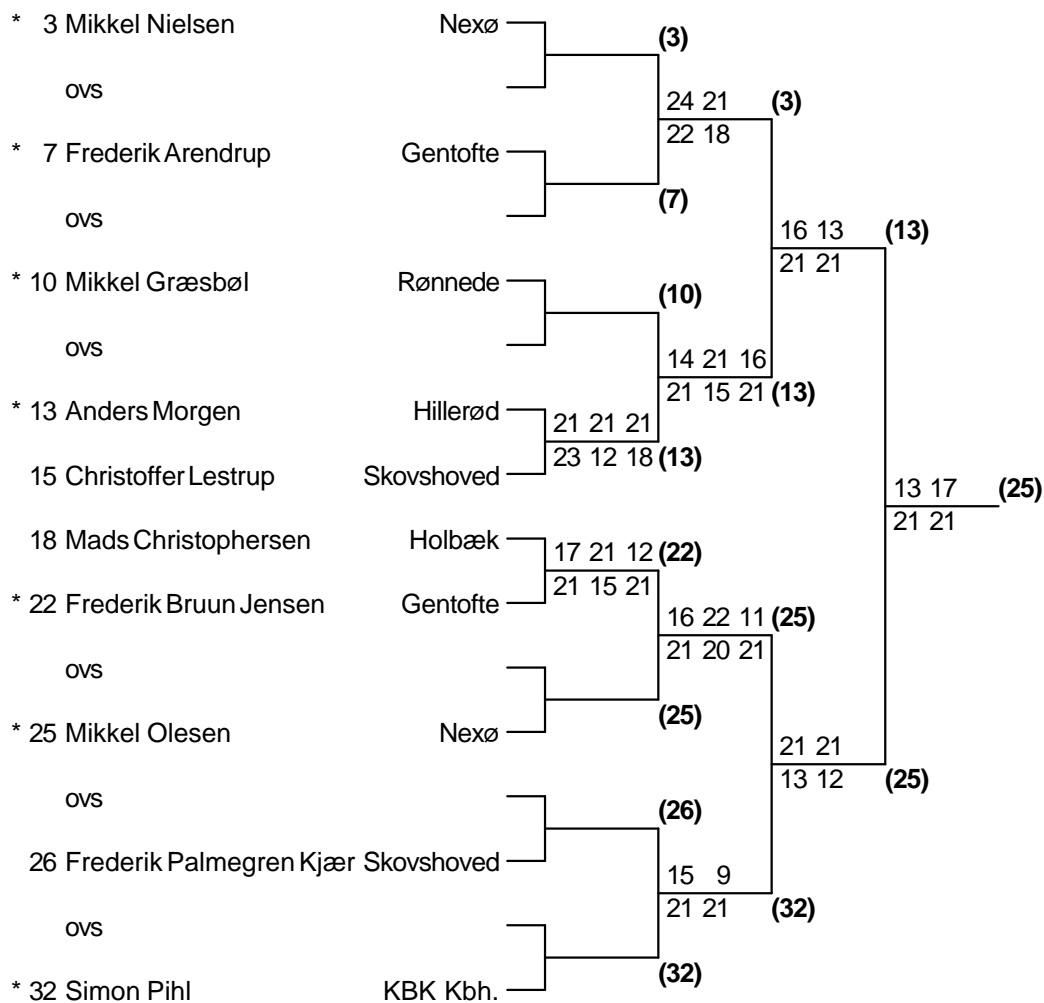 * 3 Mikkel Nielsen Nexø
(3)
ovs
24 21 (3)
22 18
* 7 Frederik Arendrup Gentofte
(7)
ovs
16 13 (13)
21 21
* 10 Mikkel Græsbøl Rønnede
(10)
ovs
14 21 16
21 15 21 (13)
* 13 Anders Morgen Hillerød
21 21 21
23 12 18 (13)
15 Christoffer Lestrup Skovshoved
13 17 (25)
21 21
18 Mads Christophersen Holbæk
17 21 12 (22)
21 15 21
* 22 Frederik Bruun Jensen Gentofte
16 22 11 (25)
21 20 21
ovs
(25)
* 25 Mikkel Olesen Nexø
21 21
13 12 (25)
ovs
(26)
26 Frederik Palmegren Kjær Skovshoved
15 9
21 21 (32)
ovs
(32)
* 32 Simon Pihl KBK Kbh.